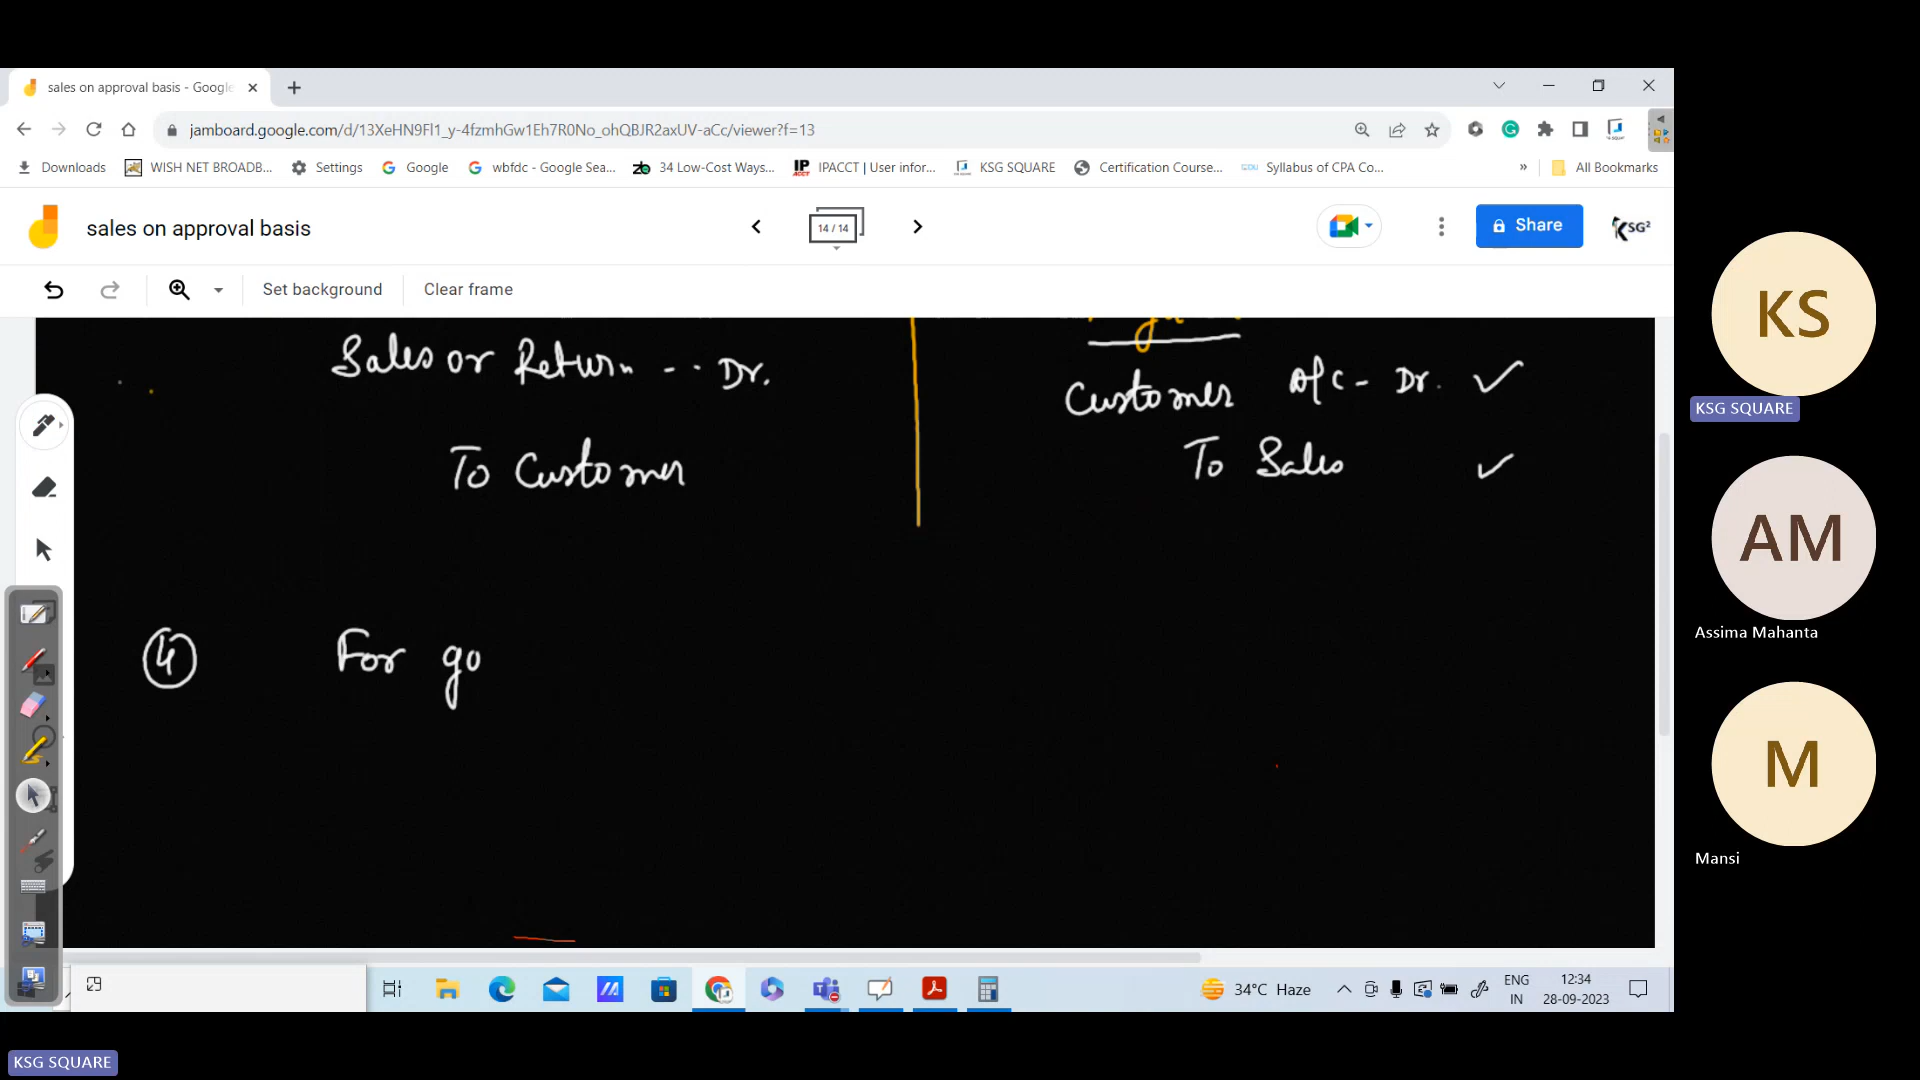 sales on approval basis - Google
jamboard.google.com/d/13XeHN9Fl1_y-4fzmhGw1Eh7R0No_ohQBJR2axUV-aCc/viewer?f=13
Downloads WISH NET BROADB... Settings Google wbfdc - Google Sea... 34 Low-Cost Ways... IP IPACCT | User infor... KSG SQUARE Certification Course... Syllabus of CPA Co... » All Bookmarks
sales on approval basis
14 / 14
Share
KSG²
Set background Clear frame
Sales or Return - - Dr.
To Customer
Customer A/c - Dr. ✓
To Sales ✓
④ For go
34°C Haze
ENG
IN
12:34
28-09-2023
KS
KSG SQUARE
AM
Assima Mahanta
M
Mansi
KSG SQUARE